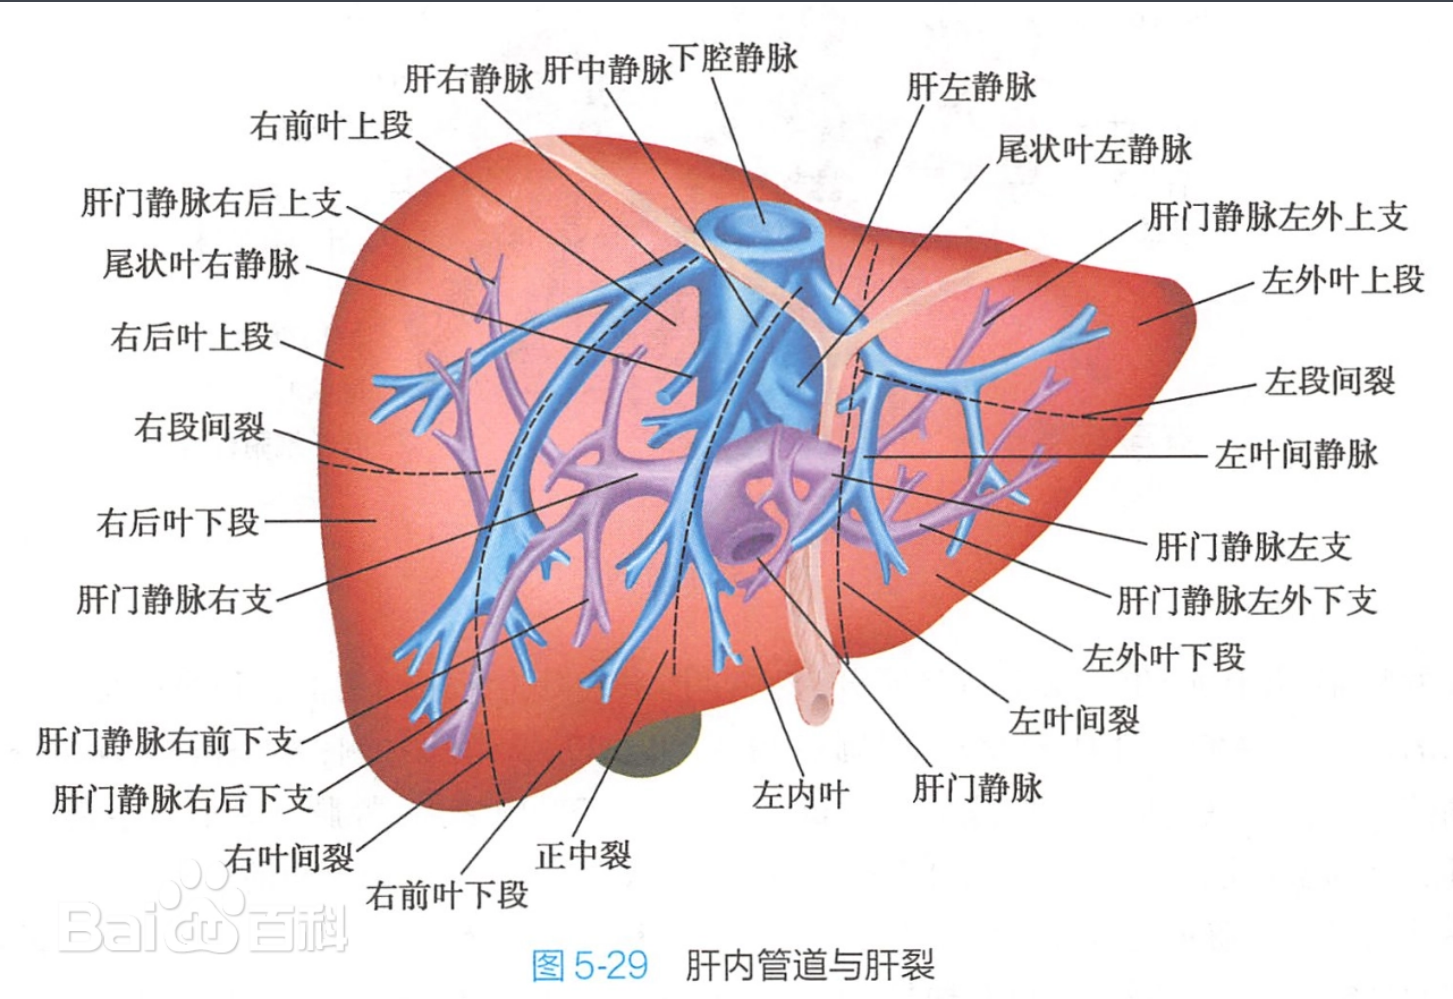 肝右静脉
肝中静脉
下腔静脉
肝左静脉
右前叶上段
尾状叶左静脉
肝门静脉右后上支
肝门静脉左外上支
尾状叶右静脉
左外叶上段
右后叶上段
左段间裂
右段间裂
左叶间静脉
右后叶下段
肝门静脉左支
肝门静脉右支
肝门静脉左外下支
左外叶下段
左叶间裂
肝门静脉右前下支
肝门静脉
左内叶
肝门静脉右后下支
右叶间裂
正中裂
右前叶下段
Bai百科
图 5-29 肝内管道与肝裂